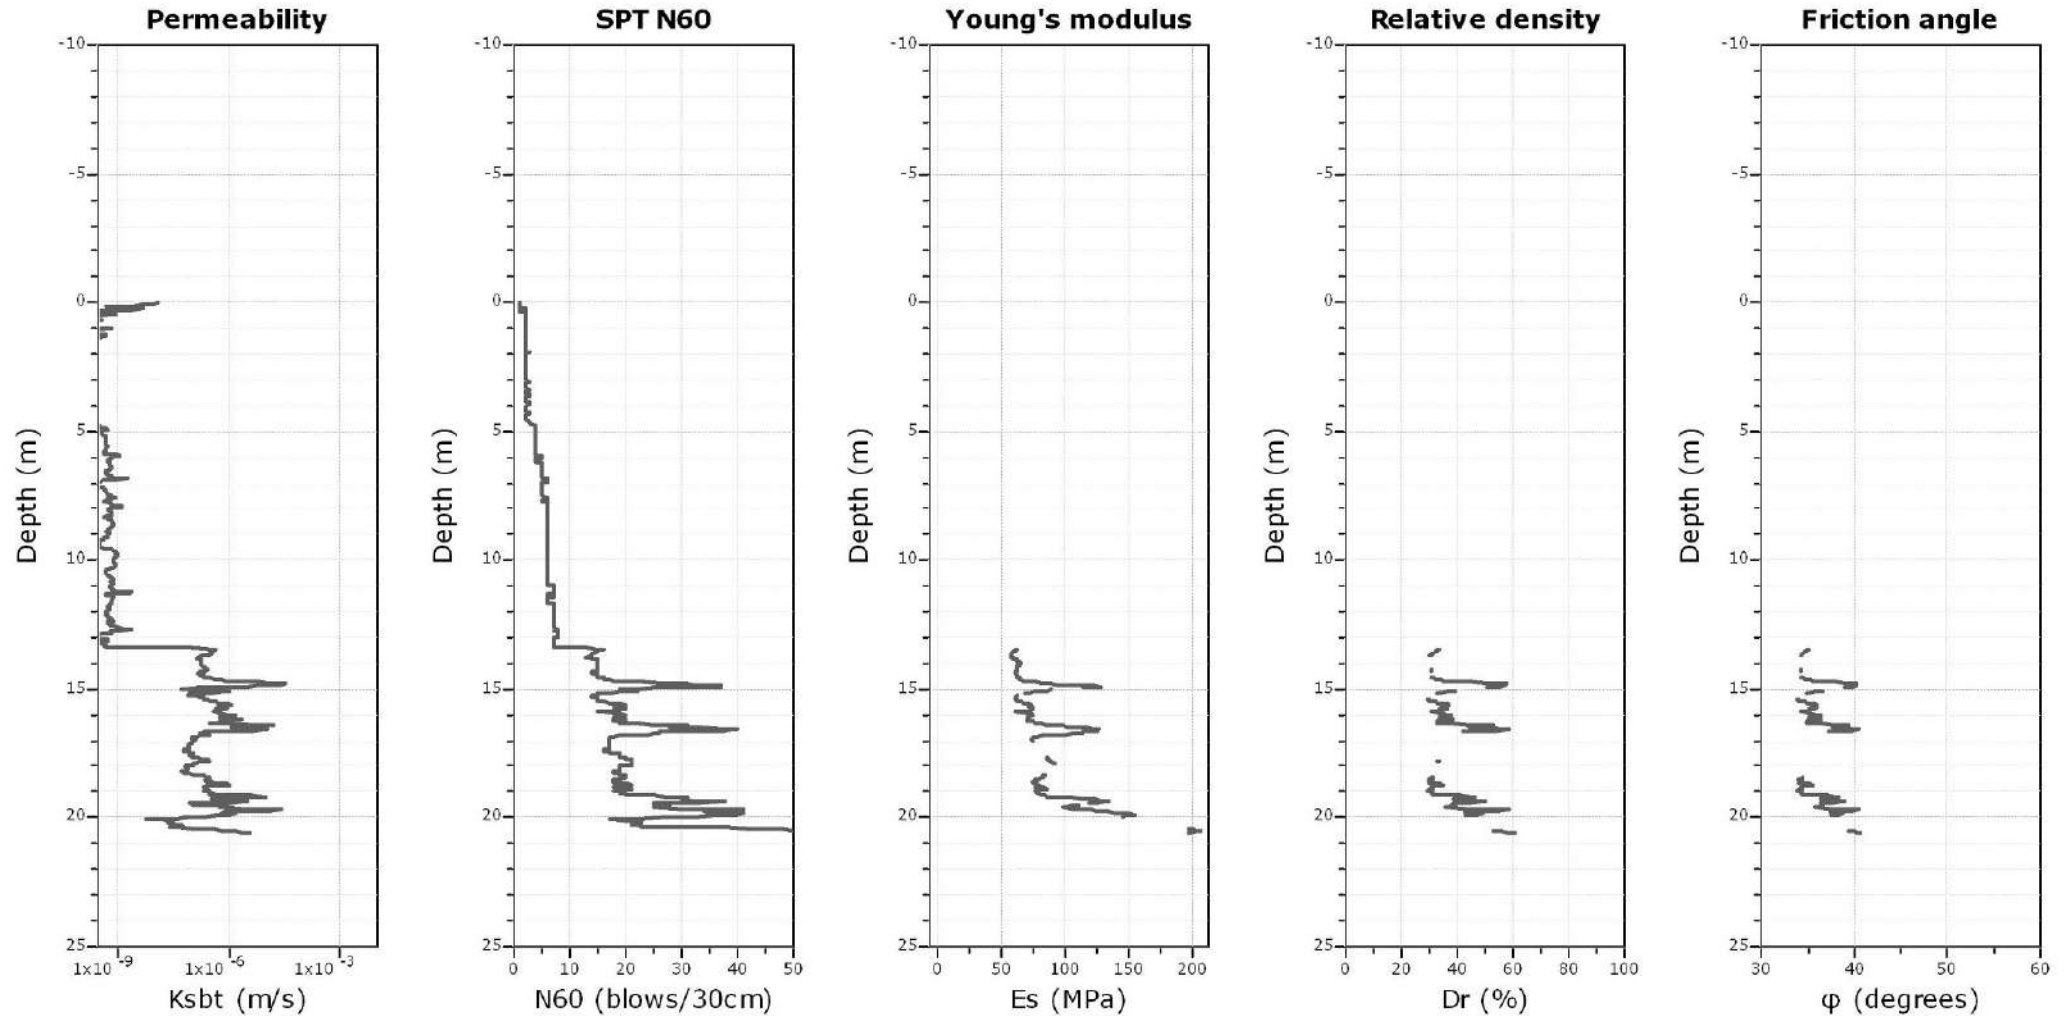 Permeability
-10
-5
0
5
10
15
20
25
Depth (m)
1x10-9 1x10-6 1x10-3
Ksbt (m/s)
SPT N60
-10
-5
0
5
10
15
20
25
Depth (m)
0 10 20 30 40 50
N60 (blows/30cm)
Young's modulus
-10
-5
0
5
10
15
20
25
Depth (m)
0 50 100 150 200
Es (MPa)
Relative density
-10
-5
0
5
10
15
20
25
Depth (m)
0 20 40 60 80 100
Dr (%)
Friction angle
-10
-5
0
5
10
15
20
25
Depth (m)
30 40 50 60
φ (degrees)